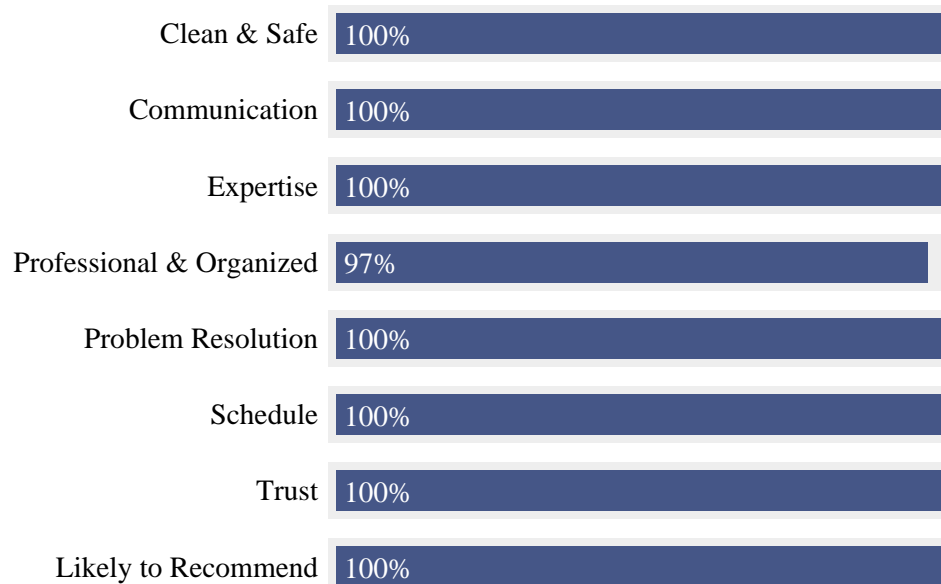 Clean & Safe 100%
Communication 100%
Expertise 100%
Professional & Organized 97%
Problem Resolution 100%
Schedule 100%
Trust 100%
Likely to Recommend 100%